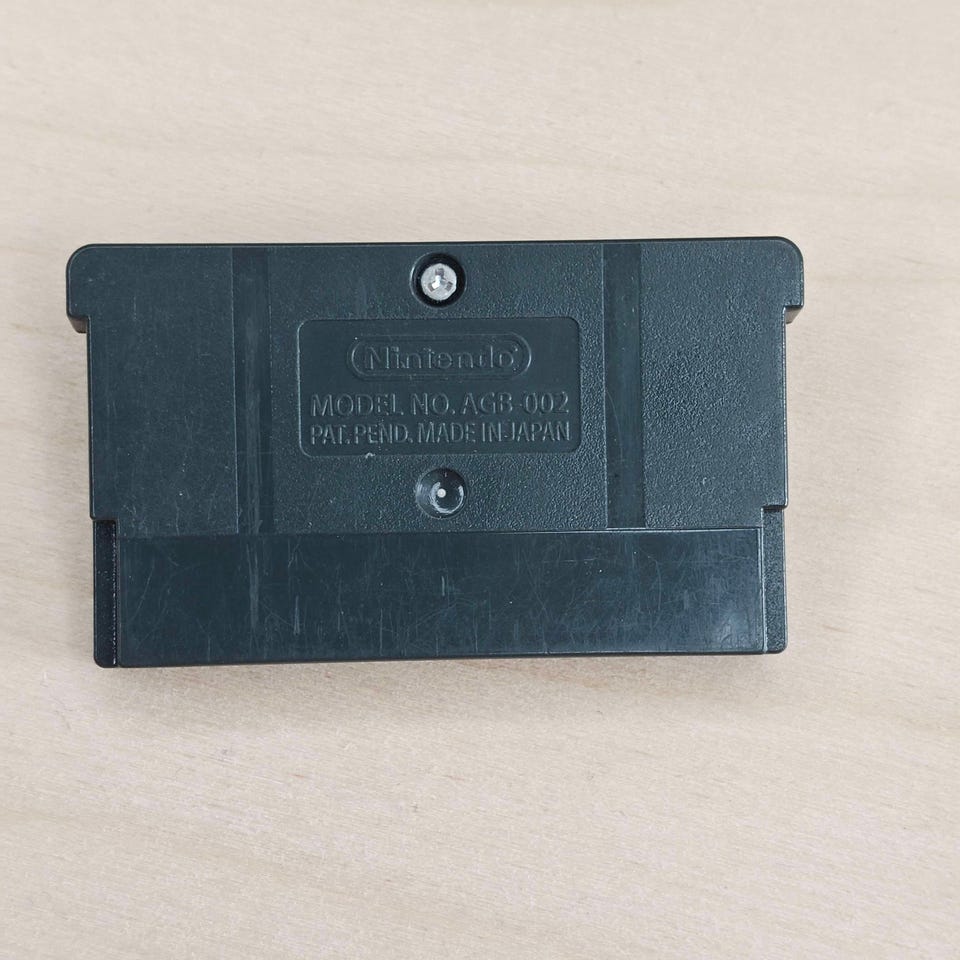 Nintendo
MODEL NO. AGB-002
PAT. PEND. MADE IN JAPAN